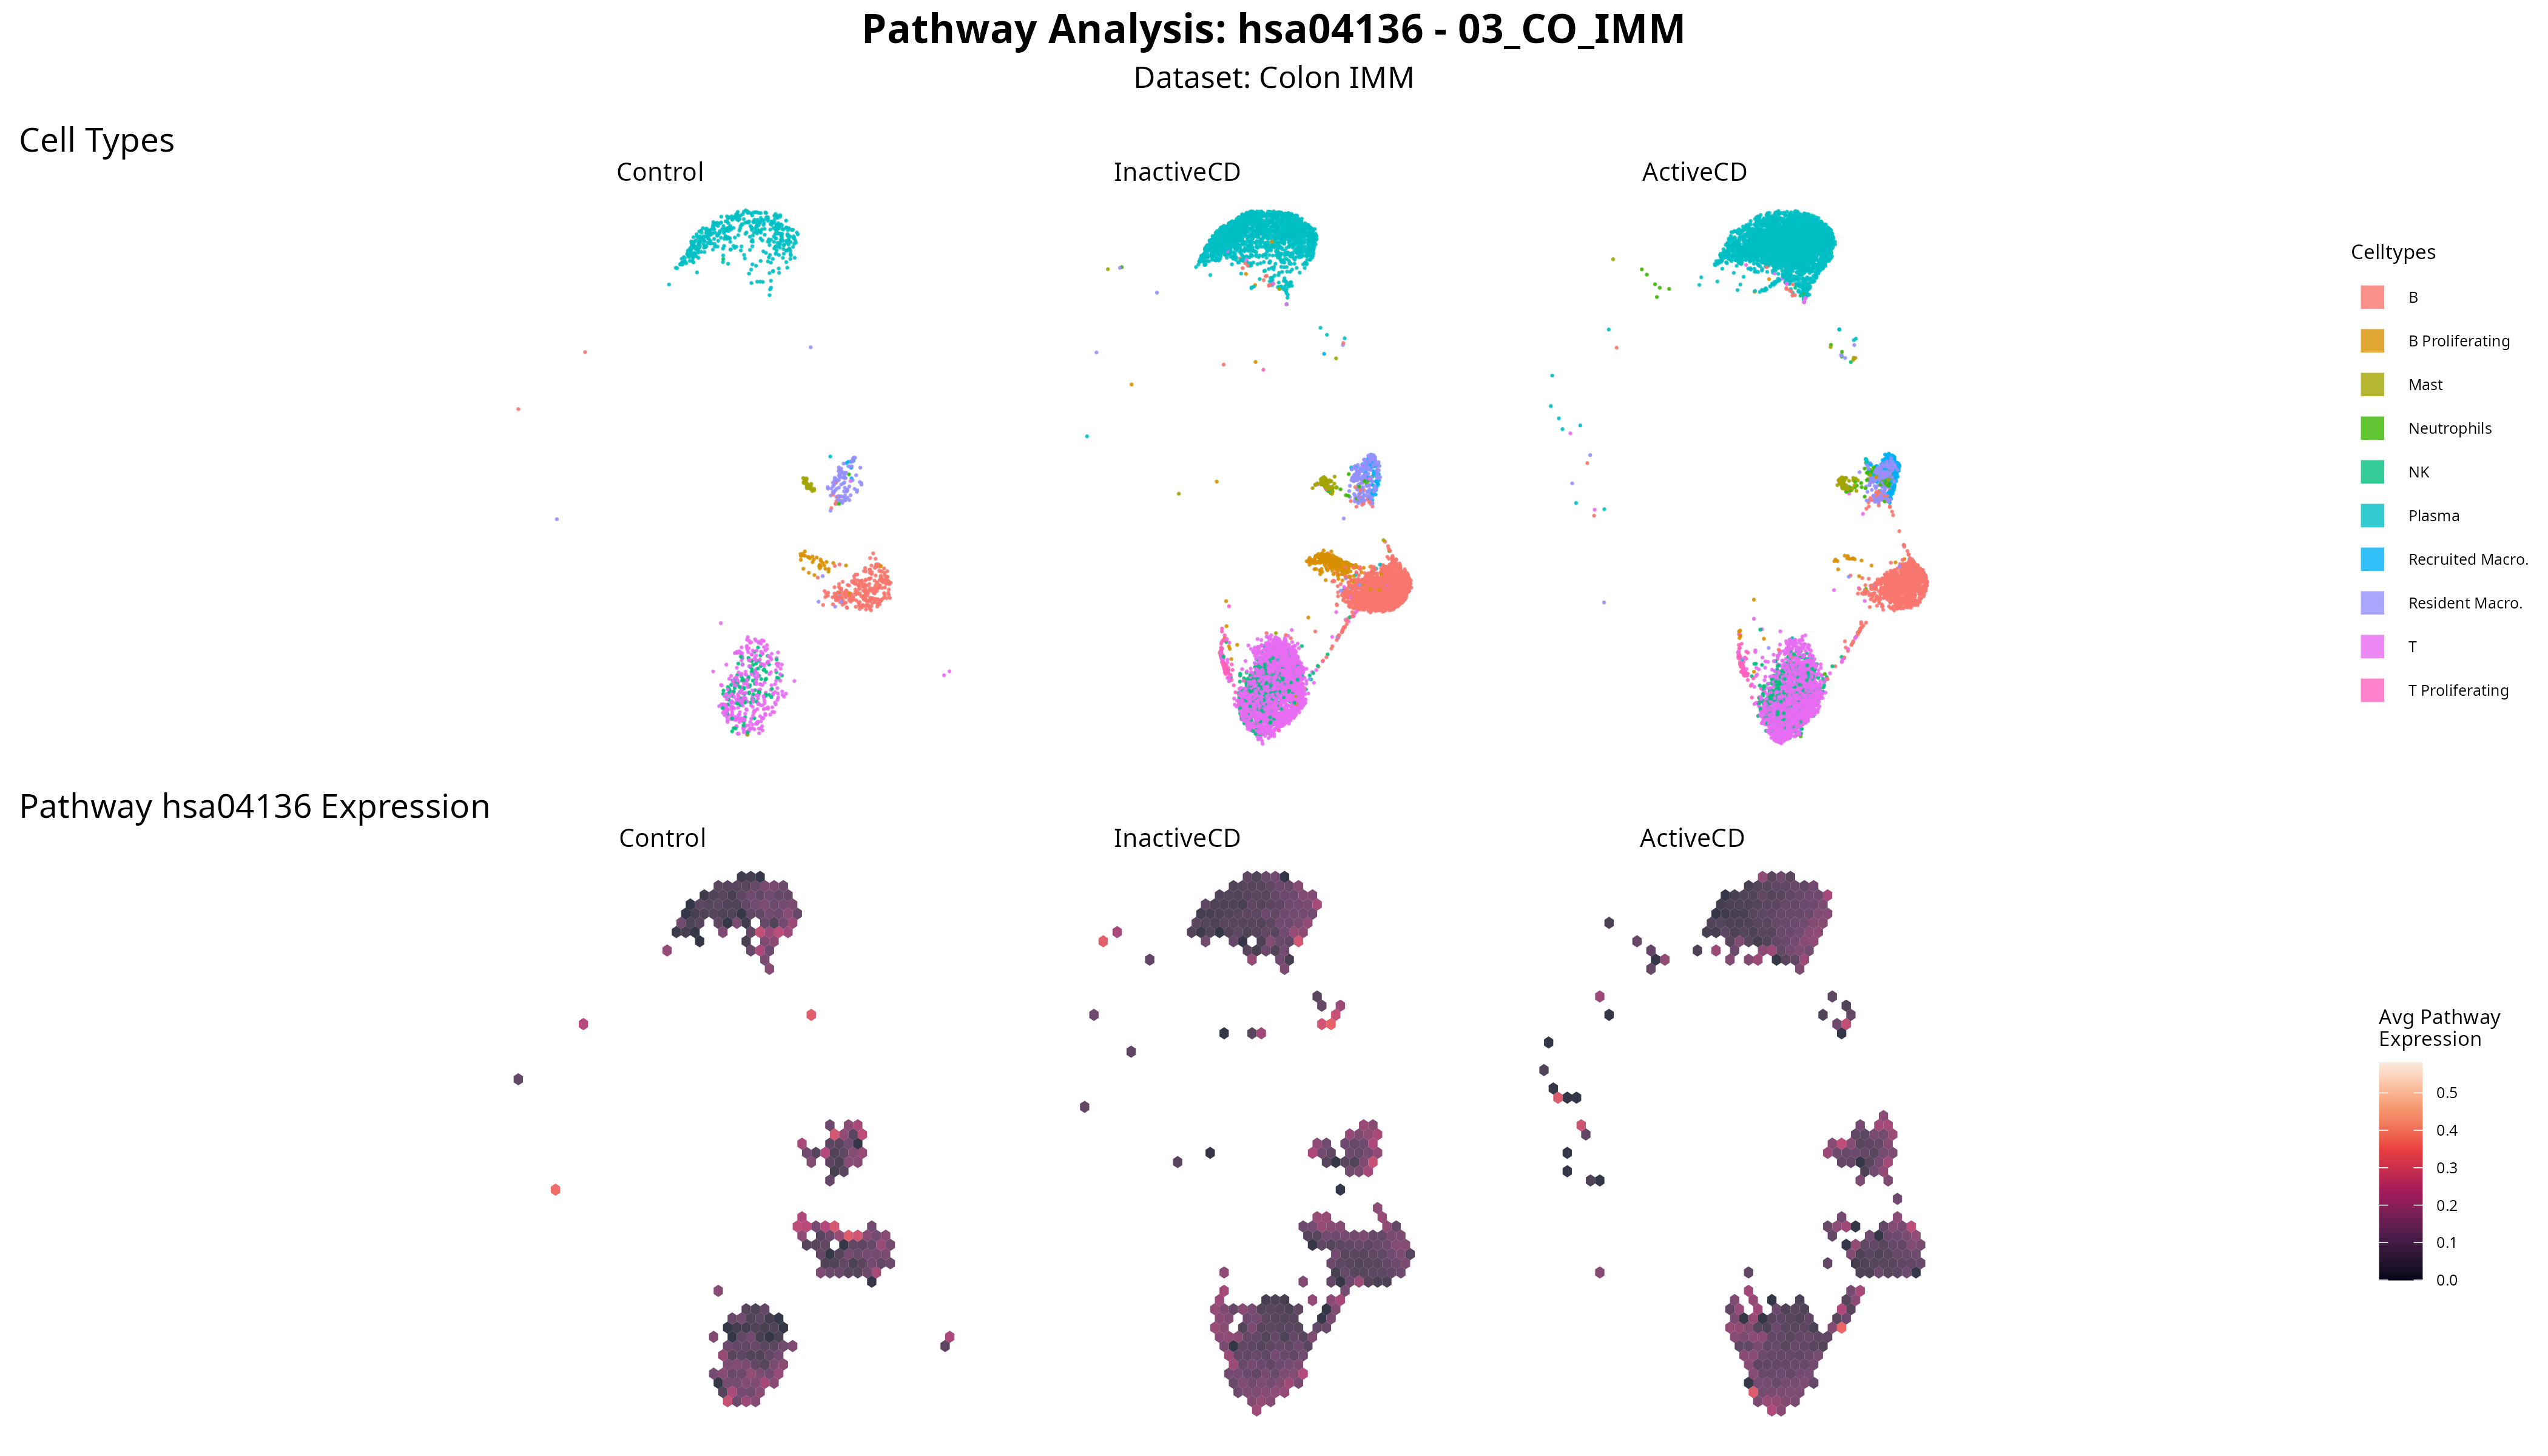 Pathway Analysis: hsa04136 - 03_CO_IMM
Dataset: Colon IMM
Cell Types
Control
InactiveCD
ActiveCD
Celltypes
B
B Proliferating
Mast
Neutrophils
NK
Plasma
Recruited Macro.
Resident Macro.
T
T Proliferating
Pathway hsa04136 Expression
Control
InactiveCD
ActiveCD
Avg Pathway
Expression
0.5
0.4
0.3
0.2
0.1
0.0